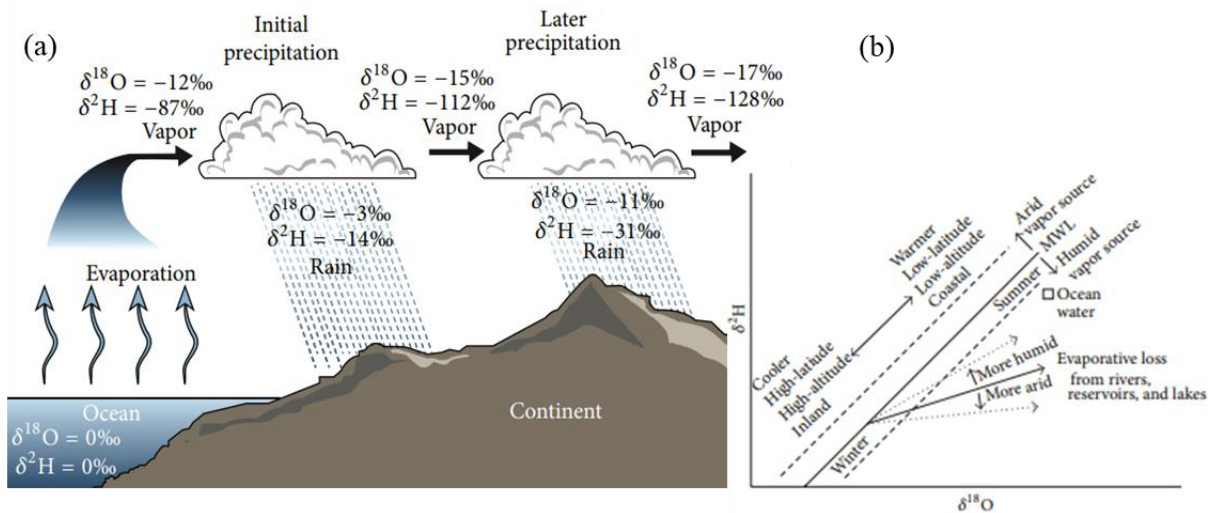 (a)
Initial
precipitation
Later
precipitation
(b)
δ¹⁸O = −12‰
δ²H = −87‰
Vapor
δ¹⁸O = −15‰
δ²H = −112‰
Vapor
δ¹⁸O = −17‰
δ²H = −128‰
Vapor
δ¹⁸O = −3‰
δ²H = −14‰
Rain
δ¹⁸O = −11‰
δ²H = −31‰
Rain
Evaporation
Ocean
δ¹⁸O = 0‰
δ²H = 0‰
Continent
δ²H
δ¹⁸O
Warmer
Low-latitude
Low-altitude
Coastal
Cooler
High-latiude
High-altitude
Inland
Arid
vapor source
MWL
Humid
vapor source
Summer
Winter
Ocean
water
More humid
More arid
Evaporative loss
from rivers,
reservoirs, and lakes